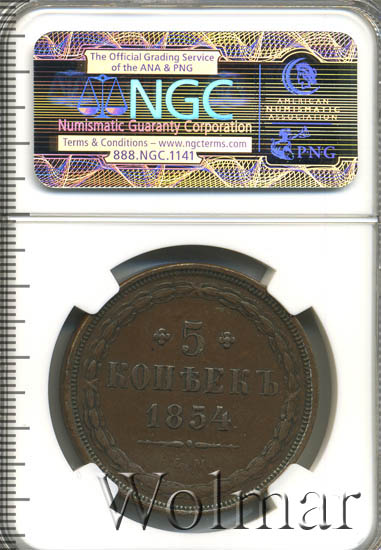 The Official Grading Service
of the ANA & PNG
NGC
Numismatic Guaranty Corporation
Terms & Conditions – www.ngcterms.com
888.NGC.1141
AMERICAN
NUMISMATIC
ASSOCIATION
PNG
5
КОПѢЕКЪ
1854
Wolmar